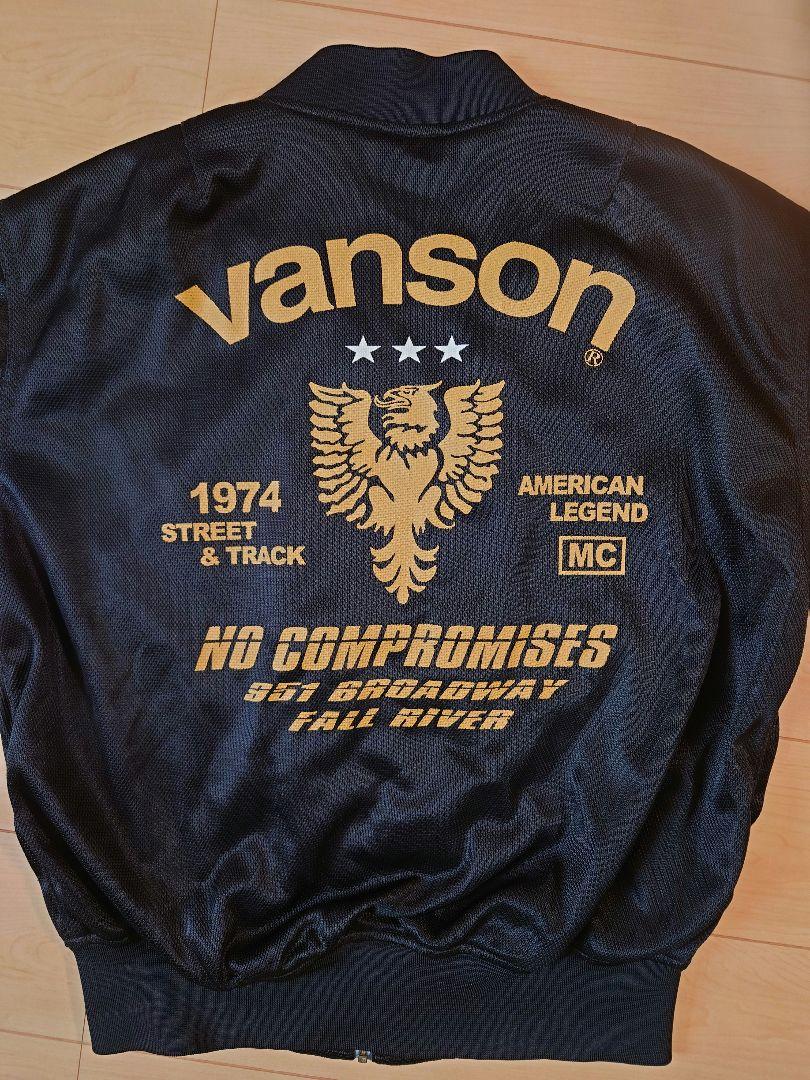 vanson®
1974
STREET
& TRACK
AMERICAN
LEGEND
MC
NO COMPROMISES
951 BROADWAY
FALL RIVER